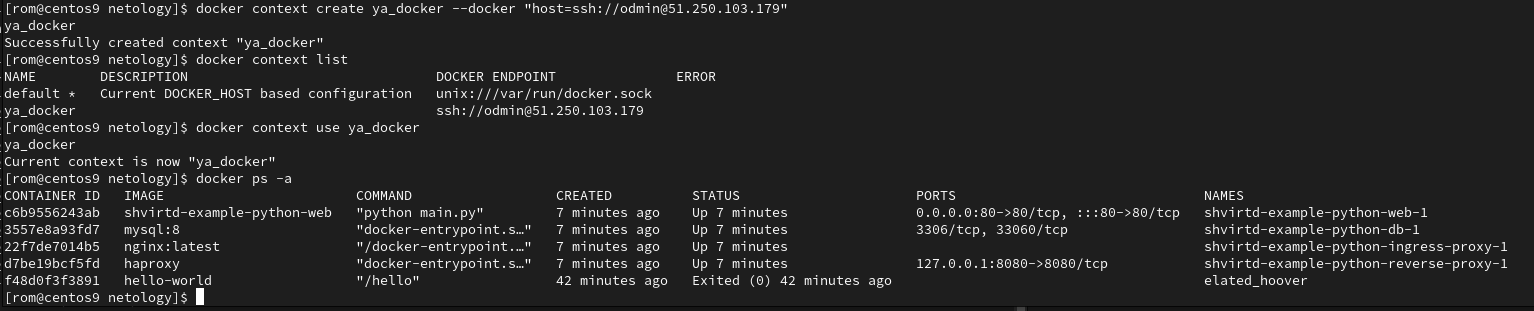 [rom@centos9 netology]$ docker context create ya_docker --docker "host=ssh://odmin@51.250.103.179"
ya_docker
Successfully created context "ya_docker"
[rom@centos9 netology]$ docker context list
NAME        DESCRIPTION                               DOCKER ENDPOINT               ERROR
default *   Current DOCKER_HOST based configuration   unix:///var/run/docker.sock
ya_docker                                             ssh://odmin@51.250.103.179
[rom@centos9 netology]$ docker context use ya_docker
ya_docker
Current context is now "ya_docker"
[rom@centos9 netology]$ docker ps -a
CONTAINER ID   IMAGE                        COMMAND                  CREATED          STATUS                      PORTS                               NAMES
c6b9556243ab   shvirtd-example-python-web   "python main.py"         7 minutes ago    Up 7 minutes                0.0.0.0:80->80/tcp, :::80->80/tcp   shvirtd-example-python-web-1
3557e8a93fd7   mysql:8                      "docker-entrypoint.s…"   7 minutes ago    Up 7 minutes                3306/tcp, 33060/tcp                 shvirtd-example-python-db-1
22f7de7014b5   nginx:latest                 "/docker-entrypoint.…"   7 minutes ago    Up 7 minutes                                                    shvirtd-example-python-ingress-proxy-1
d7be19bcf5fd   haproxy                      "docker-entrypoint.s…"   7 minutes ago    Up 7 minutes                127.0.0.1:8080->8080/tcp            shvirtd-example-python-reverse-proxy-1
f48d0f3f3891   hello-world                  "/hello"                 42 minutes ago   Exited (0) 42 minutes ago                                       elated_hoover
[rom@centos9 netology]$